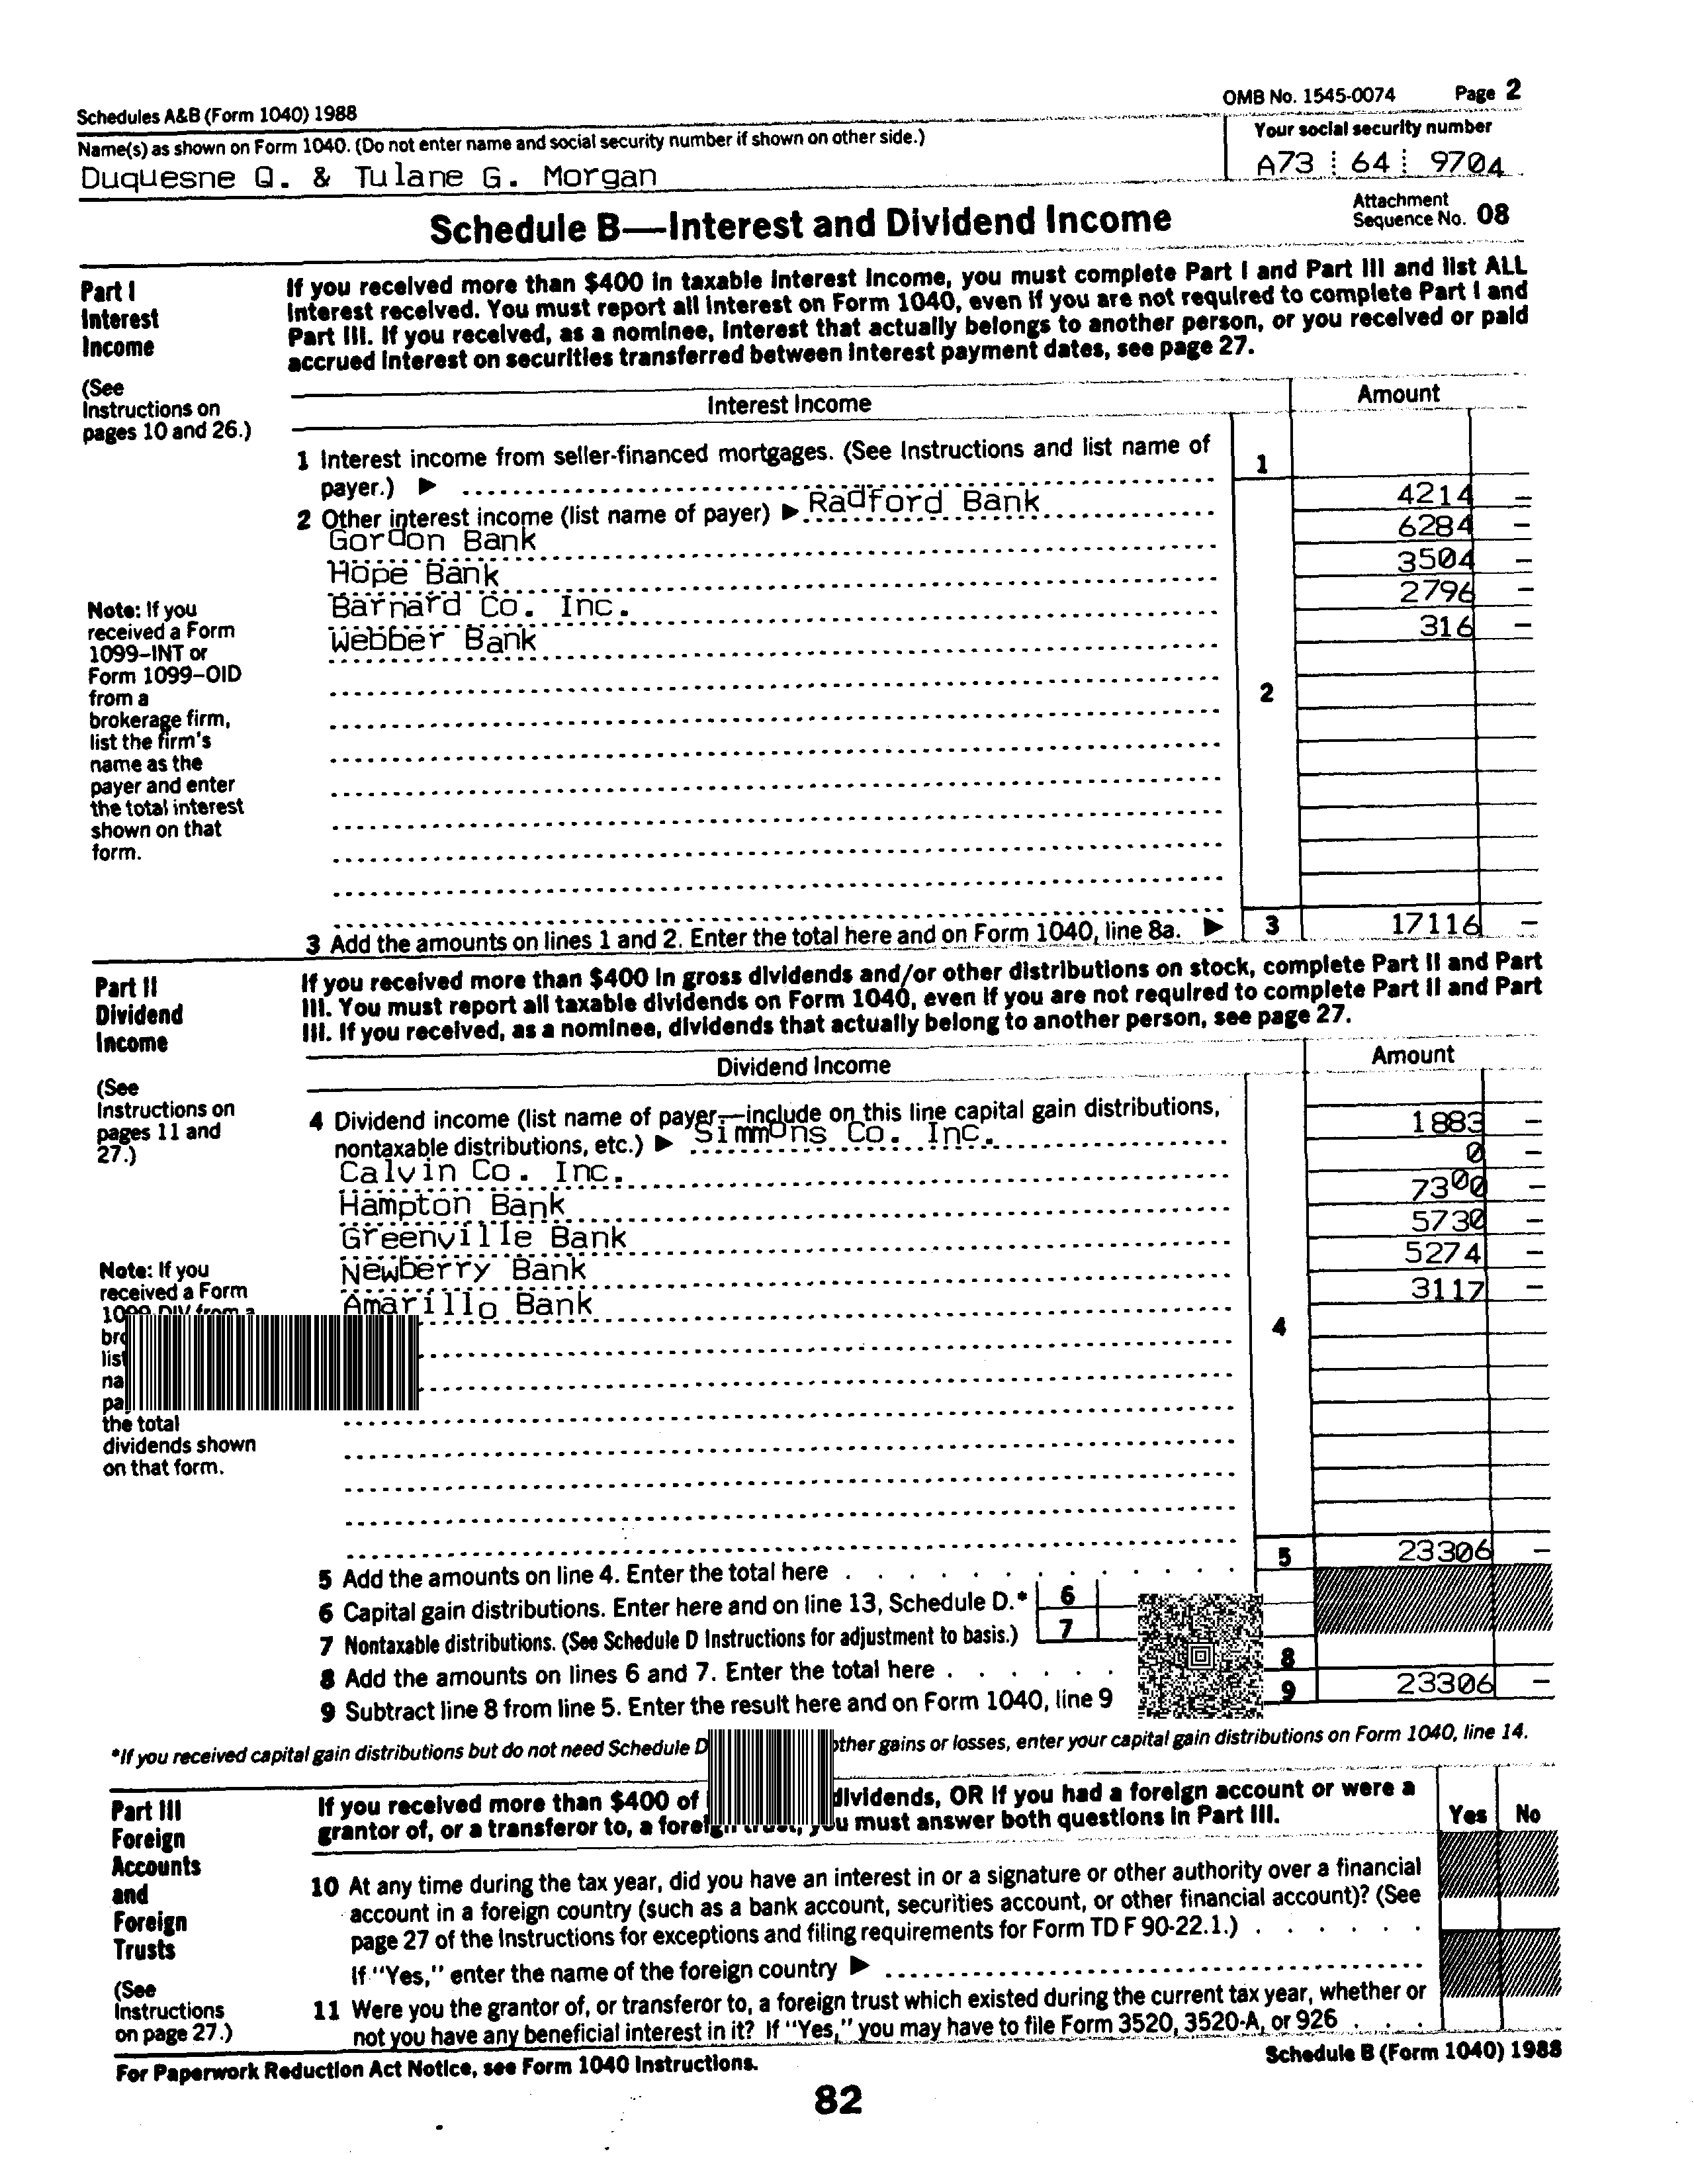 Schedules A&B (Form 1040) 1988
OMB No. 1545-0074 Page 2
Name(s) as shown on Form 1040. (Do not enter name and social security number if shown on other side.)
Your social security number
Duquesne Q. & Tulane G. Morgan
A73 64 9704
Schedule B—Interest and Dividend Income
Attachment
Sequence No. 08
Part I
Interest
Income
(See
Instructions on
pages 10 and 26.)
If you received more than $400 in taxable interest income, you must complete Part I and Part III and list ALL
interest received. You must report all interest on Form 1040, even if you are not required to complete Part I and
Part III. If you received, as a nominee, interest that actually belongs to another person, or you received or paid
accrued interest on securities transferred between interest payment dates, see page 27.
Interest Income
Amount
1 Interest income from seller-financed mortgages. (See Instructions and list name of
payer.) ▶
1
2 Other interest income (list name of payer) ▶ Radford Bank 4214 –
Gordon Bank 6284 –
Hope Bank 3504 –
Barnard Co. Inc. 2796 –
Webber Bank 316 –
2
Note: If you
received a Form
1099–INT or
Form 1099–OID
from a
brokerage firm,
list the firm's
name as the
payer and enter
the total interest
shown on that
form.
3 Add the amounts on lines 1 and 2. Enter the total here and on Form 1040, line 8a. ▶ 3 17116 –
Part II
Dividend
Income
(See
Instructions on
pages 11 and
27.)
If you received more than $400 in gross dividends and/or other distributions on stock, complete Part II and Part
III. You must report all taxable dividends on Form 1040, even if you are not required to complete Part II and Part
III. If you received, as a nominee, dividends that actually belong to another person, see page 27.
Dividend Income
Amount
4 Dividend income (list name of payer—include on this line capital gain distributions,
nontaxable distributions, etc.) ▶ Simmons Co. Inc. 1883 –
Calvin Co. Inc. 0 –
Hampton Bank 7300 –
Greenville Bank 5730 –
Newberry Bank 5274 –
Amarillo Bank 3117 –
4
Note: If you
received a Form
1099 DIV from a
the total
dividends shown
on that form.
5 Add the amounts on line 4. Enter the total here 5 23306 –
6 Capital gain distributions. Enter here and on line 13, Schedule D.* 6
7 Nontaxable distributions. (See Schedule D Instructions for adjustment to basis.) 7
8 Add the amounts on lines 6 and 7. Enter the total here 8
9 Subtract line 8 from line 5. Enter the result here and on Form 1040, line 9 9 23306 –
*If you received capital gain distributions but do not need Schedule D other gains or losses, enter your capital gain distributions on Form 1040, line 14.
Part III
Foreign
Accounts
and
Foreign
Trusts
(See
Instructions
on page 27.)
If you received more than $400 of dividends, OR if you had a foreign account or were a
grantor of, or a transferor to, a foreign trust, you must answer both questions in Part III.
Yes No
10 At any time during the tax year, did you have an interest in or a signature or other authority over a financial
account in a foreign country (such as a bank account, securities account, or other financial account)? (See
page 27 of the Instructions for exceptions and filing requirements for Form TD F 90-22.1.)
If "Yes," enter the name of the foreign country ▶
11 Were you the grantor of, or transferor to, a foreign trust which existed during the current tax year, whether or
not you have any beneficial interest in it? If "Yes," you may have to file Form 3520, 3520-A, or 926
For Paperwork Reduction Act Notice, see Form 1040 Instructions.
Schedule B (Form 1040) 1988
82